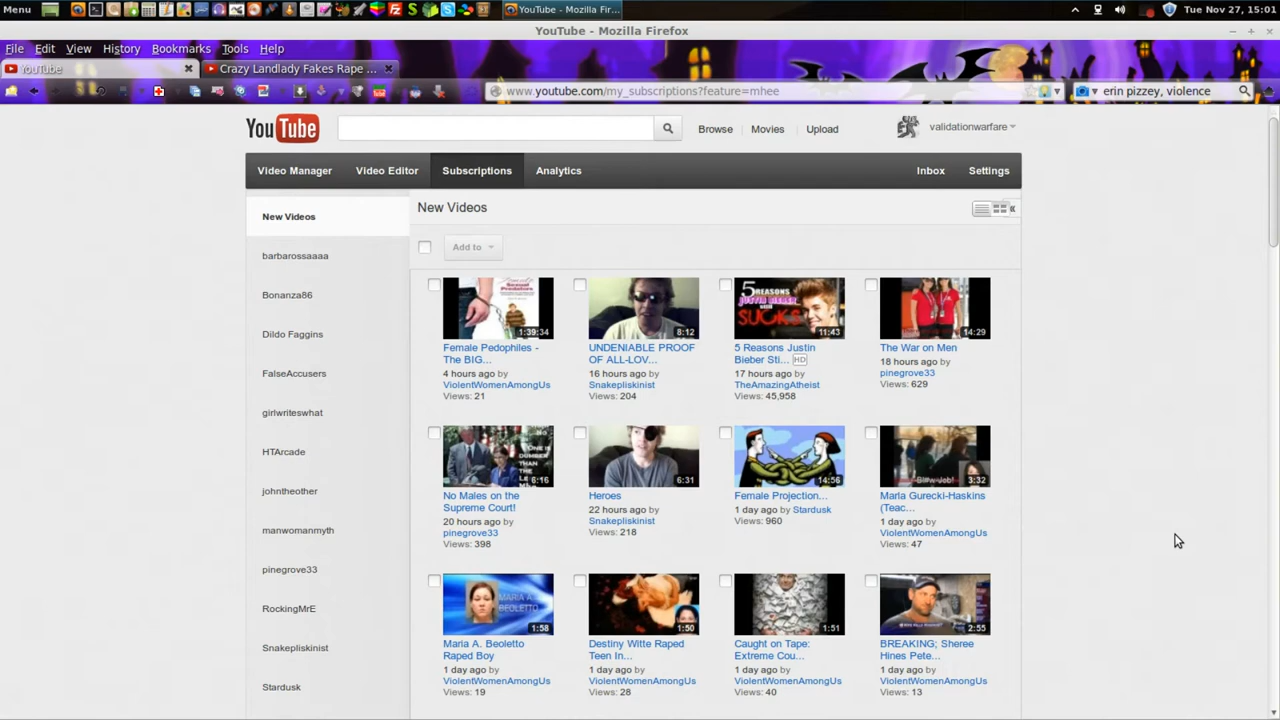 Menu
YouTube - Mozilla Fir...
Tue Nov 27, 15:01
YouTube - Mozilla Firefox
File Edit View History Bookmarks Tools Help
YouTube
Crazy Landlady Fakes Rape ...
www.youtube.com/my_subscriptions?feature=mhee
erin pizzey, violence
YouTube
Browse Movies Upload
validationwarfare
Video Manager Video Editor Subscriptions Analytics
Inbox Settings
New Videos
barbarossaaaa
Bonanza86
Dildo Faggins
FalseAccusers
girlwriteswhat
HTArcade
johntheother
manwomanmyth
pinegrove33
RockingMrE
Snakepliskinist
Stardusk
New Videos
Add to
1:39:34
Female Pedophiles -
The BIG...
4 hours ago by
ViolentWomenAmongUs
Views: 21
8:12
UNDENIABLE PROOF
OF ALL-LOV...
16 hours ago by
Snakepliskinist
Views: 204
5 REASONS
JUSTIN
BIEBER
SUCKS
11:43
5 Reasons Justin
Bieber Sti... HD
17 hours ago by
TheAmazingAtheist
Views: 45,958
14:29
The War on Men
18 hours ago by
pinegrove33
Views: 629
6:16
No Males on the
Supreme Court!
20 hours ago by
pinegrove33
Views: 398
6:31
Heroes
22 hours ago by
Snakepliskinist
Views: 218
14:56
Female Projection...
1 day ago by Stardusk
Views: 960
Blow-Job!
3:32
Marla Gurecki-Haskins
(Teac...
1 day ago by
ViolentWomenAmongUs
Views: 47
MARIA A.
BEOLETTO
1:58
Maria A. Beoletto
Raped Boy
1 day ago by
ViolentWomenAmongUs
Views: 19
1:50
Destiny Witte Raped
Teen In...
1 day ago by
ViolentWomenAmongUs
Views: 28
1:51
Caught on Tape:
Extreme Cou...
1 day ago by
ViolentWomenAmongUs
Views: 40
2:55
BREAKING; Sheree
Hines Pete...
1 day ago by
ViolentWomenAmongUs
Views: 13